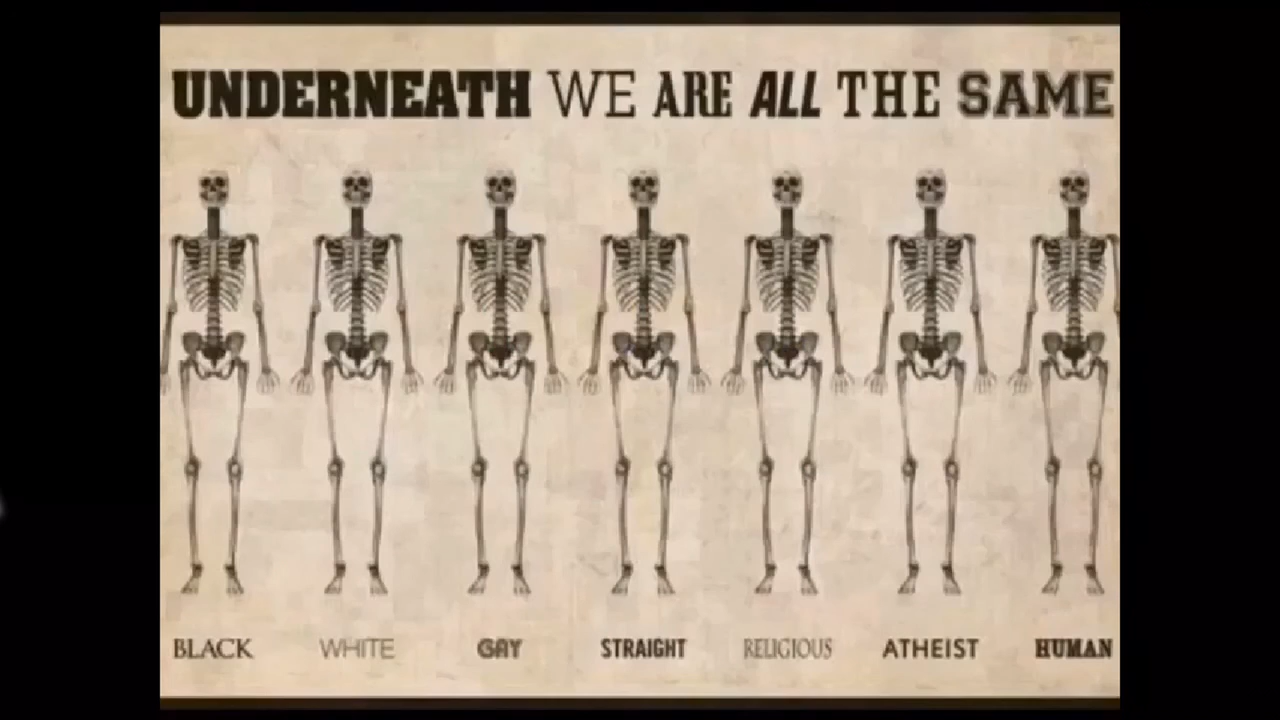 UNDERNEATH WE ARE ALL THE SAME
BLACK WHITE GAY STRAIGHT RELIGIOUS ATHEIST HUMAN